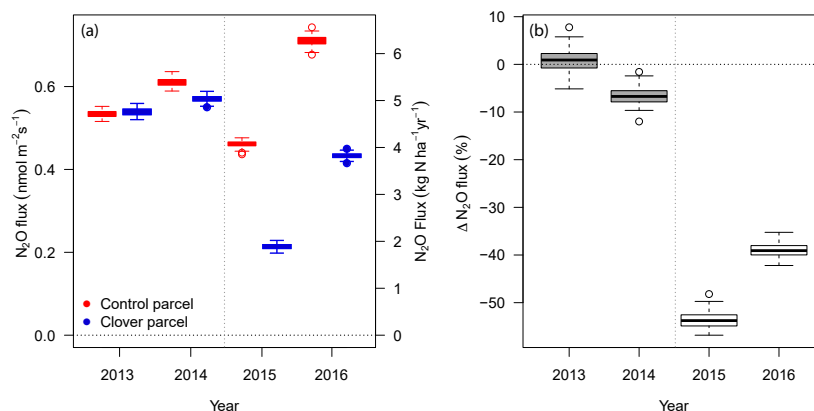 (a)
N₂O flux (nmol m⁻²s⁻¹)
0.6
0.4
0.2
0.0
6
5
4
3
2
1
0
N₂O Flux (kg N ha⁻¹yr⁻¹)
Control parcel
Clover parcel
2013 2014 2015 2016
Year
(b)
Δ N₂O flux (%)
10
0
−10
−20
−30
−40
−50
2013 2014 2015 2016
Year